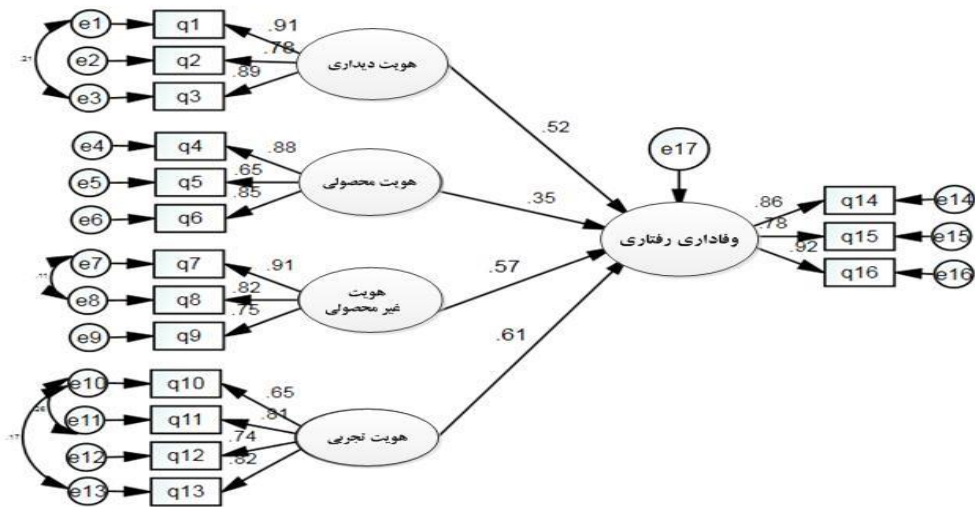 e1
q1
.91
e2
q2
.78
e3
q3
.89
هویت دیداری
.52
e4
q4
.88
e5
q5
.65
e6
q6
.85
هویت محصولی
.35
e7
q7
.91
e8
q8
.82
e9
q9
.75
هویت
غیر محصولی
.57
e10
q10
.65
e11
q11
.81
e12
q12
.74
e13
q13
.82
هویت تجربی
.61
e17
وفاداری رفتاری
.86
q14
e14
.78
q15
e15
.92
q16
e16